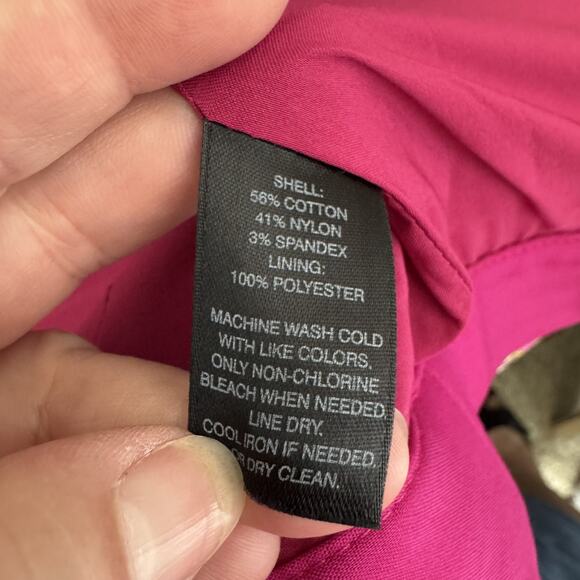 SHELL:
56% COTTON
41% NYLON
3% SPANDEX
LINING:
100% POLYESTER
MACHINE WASH COLD
WITH LIKE COLORS.
ONLY NON-CHLORINE
BLEACH WHEN NEEDED
LINE DRY.
COOL IRON IF NEEDED.
OR DRY CLEAN.